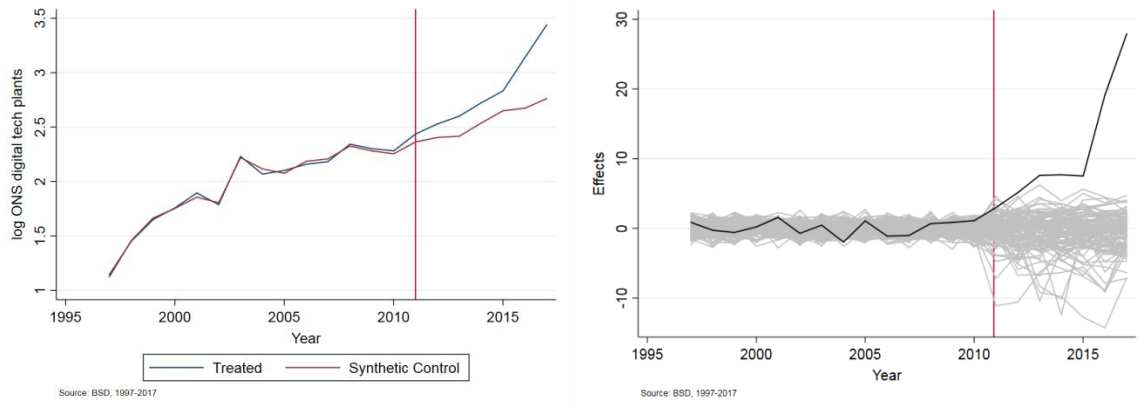 log ONS digital tech plants
3.5
3
2.5
2
1.5
1
1995 2000 2005 2010 2015
Year
Treated Synthetic Control
Source: BSD, 1997-2017
Effects
30
20
10
0
-10
1995 2000 2005 2010 2015
Year
Source: BSD, 1997-2017